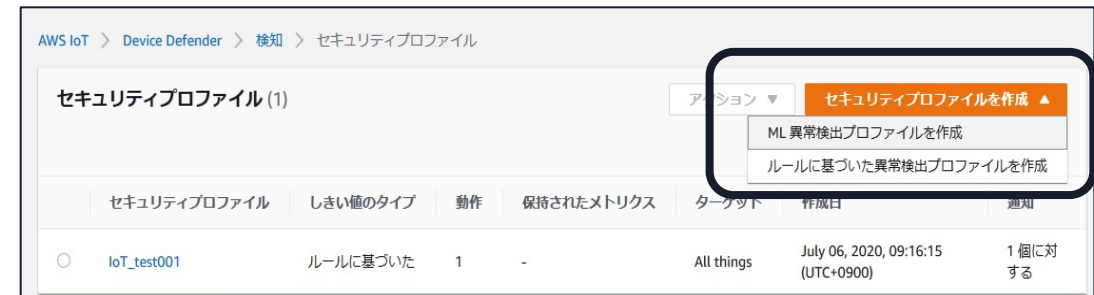 AWS IoT > Device Defender > 検知 > セキュリティプロファイル
セキュリティプロファイル (1)
アクション ▼
セキュリティプロファイルを作成 ▲
ML 異常検出プロファイルを作成
ルールに基づいた異常検出プロファイルを作成
セキュリティプロファイル しきい値のタイプ 動作 保持されたメトリクス ターゲット 作成日 通知
IoT_test001 ルールに基づいた 1 - All things July 06, 2020, 09:16:15 1 個に対
(UTC+0900) する